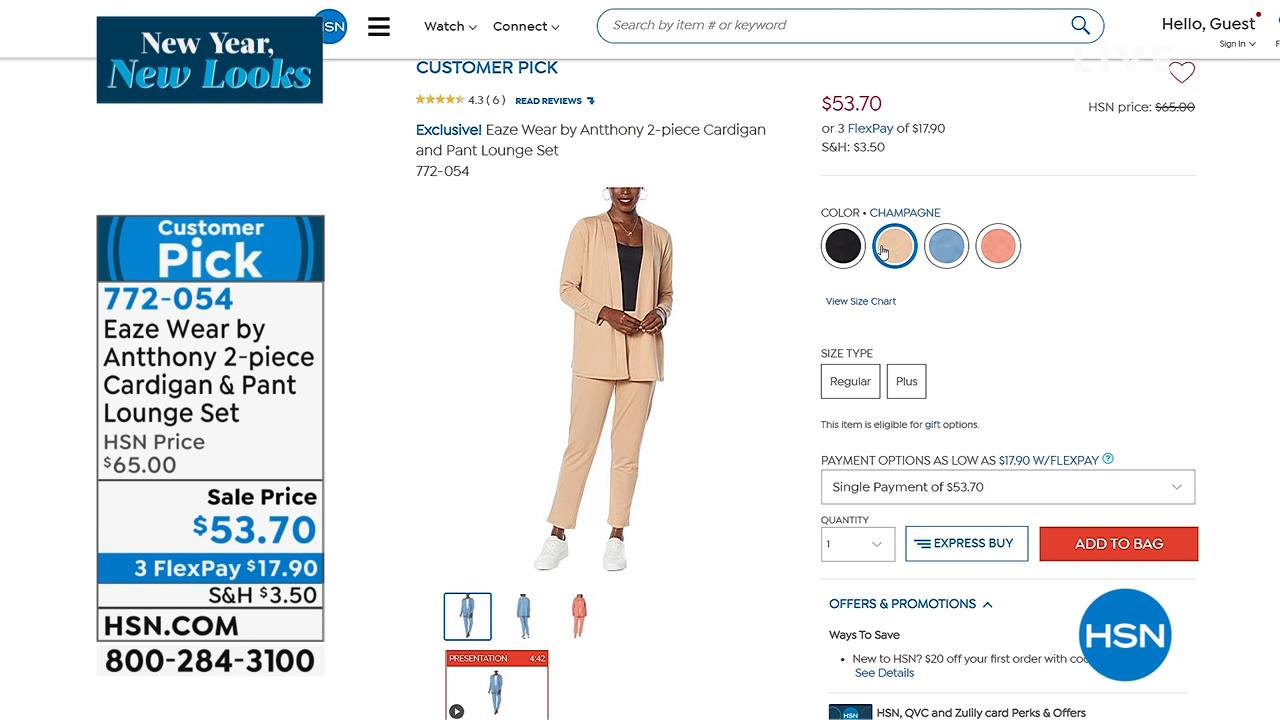 New Year,
New Looks
SN
Watch
Connect
Search by item # or keyword
Hello, Guest
Sign In
F
LIVE
CUSTOMER PICK
4.3 ( 6 ) READ REVIEWS
Exclusive! Eaze Wear by Antthony 2-piece Cardigan
and Pant Lounge Set
772-054
$53.70
HSN price: $65.00
or 3 FlexPay of $17.90
S&H: $3.50
COLOR • CHAMPAGNE
View Size Chart
SIZE TYPE
Regular
Plus
This item is eligible for gift options.
PAYMENT OPTIONS AS LOW AS $17.90 W/FLEXPAY ?
Single Payment of $53.70
QUANTITY
1
EXPRESS BUY
ADD TO BAG
OFFERS & PROMOTIONS
Ways To Save
• New to HSN? $20 off your first order with
See Details
HSN
HSN, QVC and Zulily card Perks & Offers
HSN
PRESENTATION 4:42
Customer
Pick
772-054
Eaze Wear by
Antthony 2-piece
Cardigan & Pant
Lounge Set
HSN Price
$65.00
Sale Price
$53.70
3 FlexPay $17.90
S&H $3.50
HSN.COM
800-284-3100